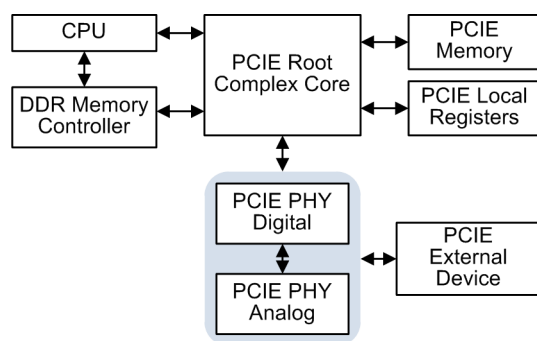 CPU
DDR Memory
Controller
PCIE Root
Complex Core
PCIE
Memory
PCIE Local
Registers
PCIE PHY
Digital
PCIE PHY
Analog
PCIE
External
Device